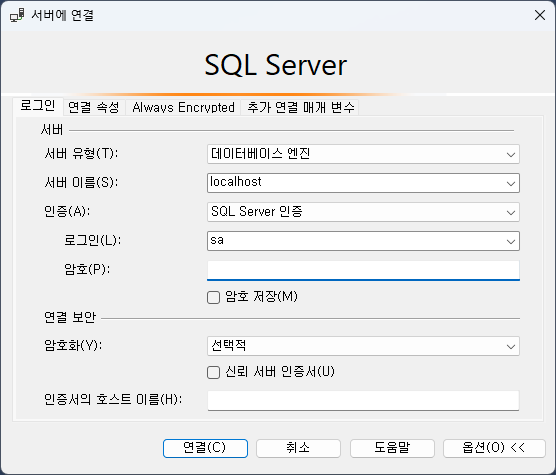 서버에 연결
SQL Server
로그인 연결 속성 Always Encrypted 추가 연결 매개 변수
서버
서버 유형(T): 데이터베이스 엔진
서버 이름(S): localhost
인증(A): SQL Server 인증
로그인(L): sa
암호(P):
암호 저장(M)
연결 보안
암호화(Y): 선택적
신뢰 서버 인증서(U)
인증서의 호스트 이름(H):
연결(C) 취소 도움말 옵션(O) <<